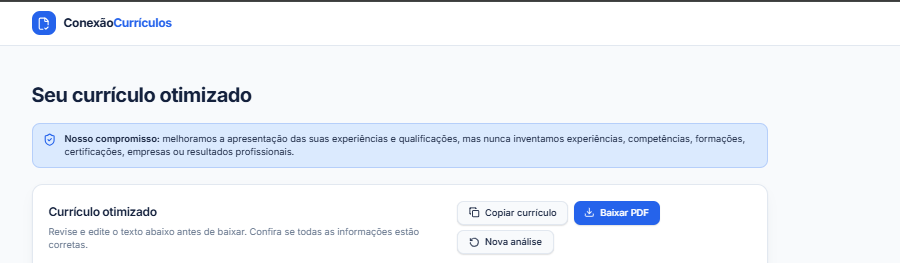 ConexãoCurrículos
Seu currículo otimizado
Nosso compromisso: melhoramos a apresentação das suas experiências e qualificações, mas nunca inventamos experiências, competências, formações,
certificações, empresas ou resultados profissionais.
Currículo otimizado
Revise e edite o texto abaixo antes de baixar. Confira se todas as informações estão
corretas.
Copiar currículo
Baixar PDF
Nova análise